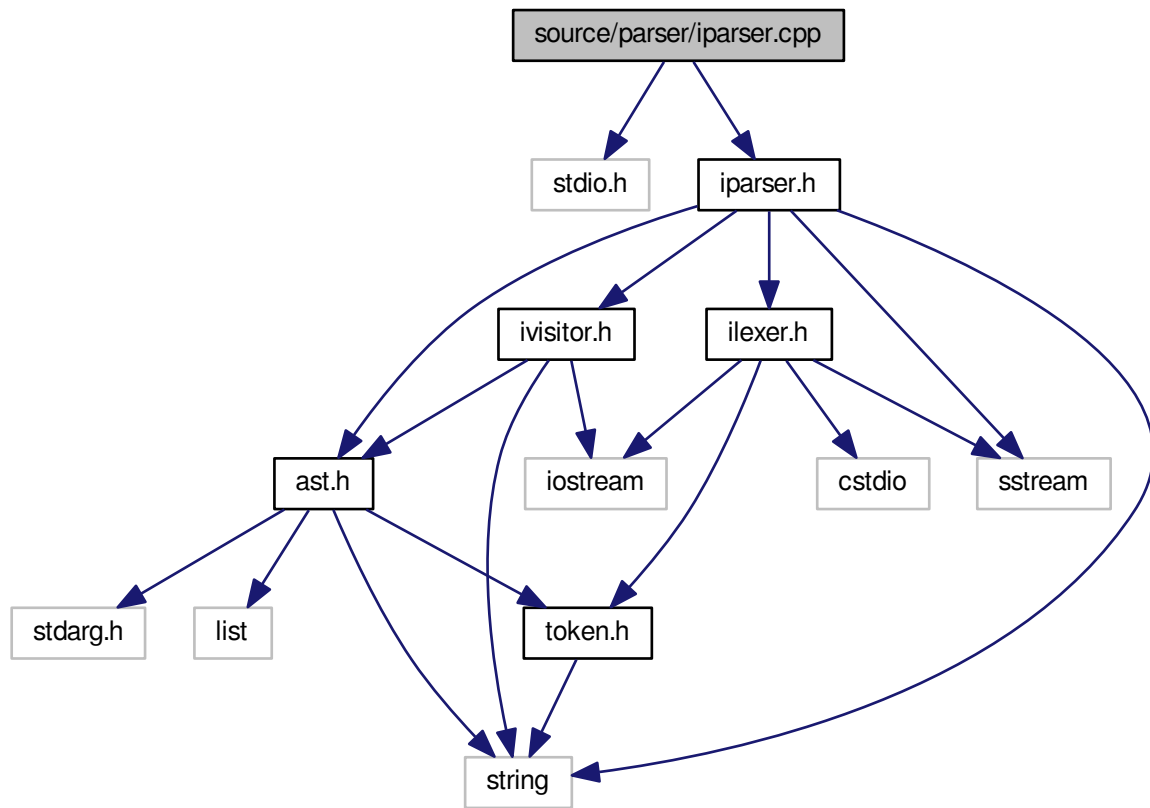 source/parser/iparser.cpp
stdio.h
iparser.h
ivisitor.h
ilexer.h
ast.h
iostream
cstdio
sstream
stdarg.h
list
token.h
string